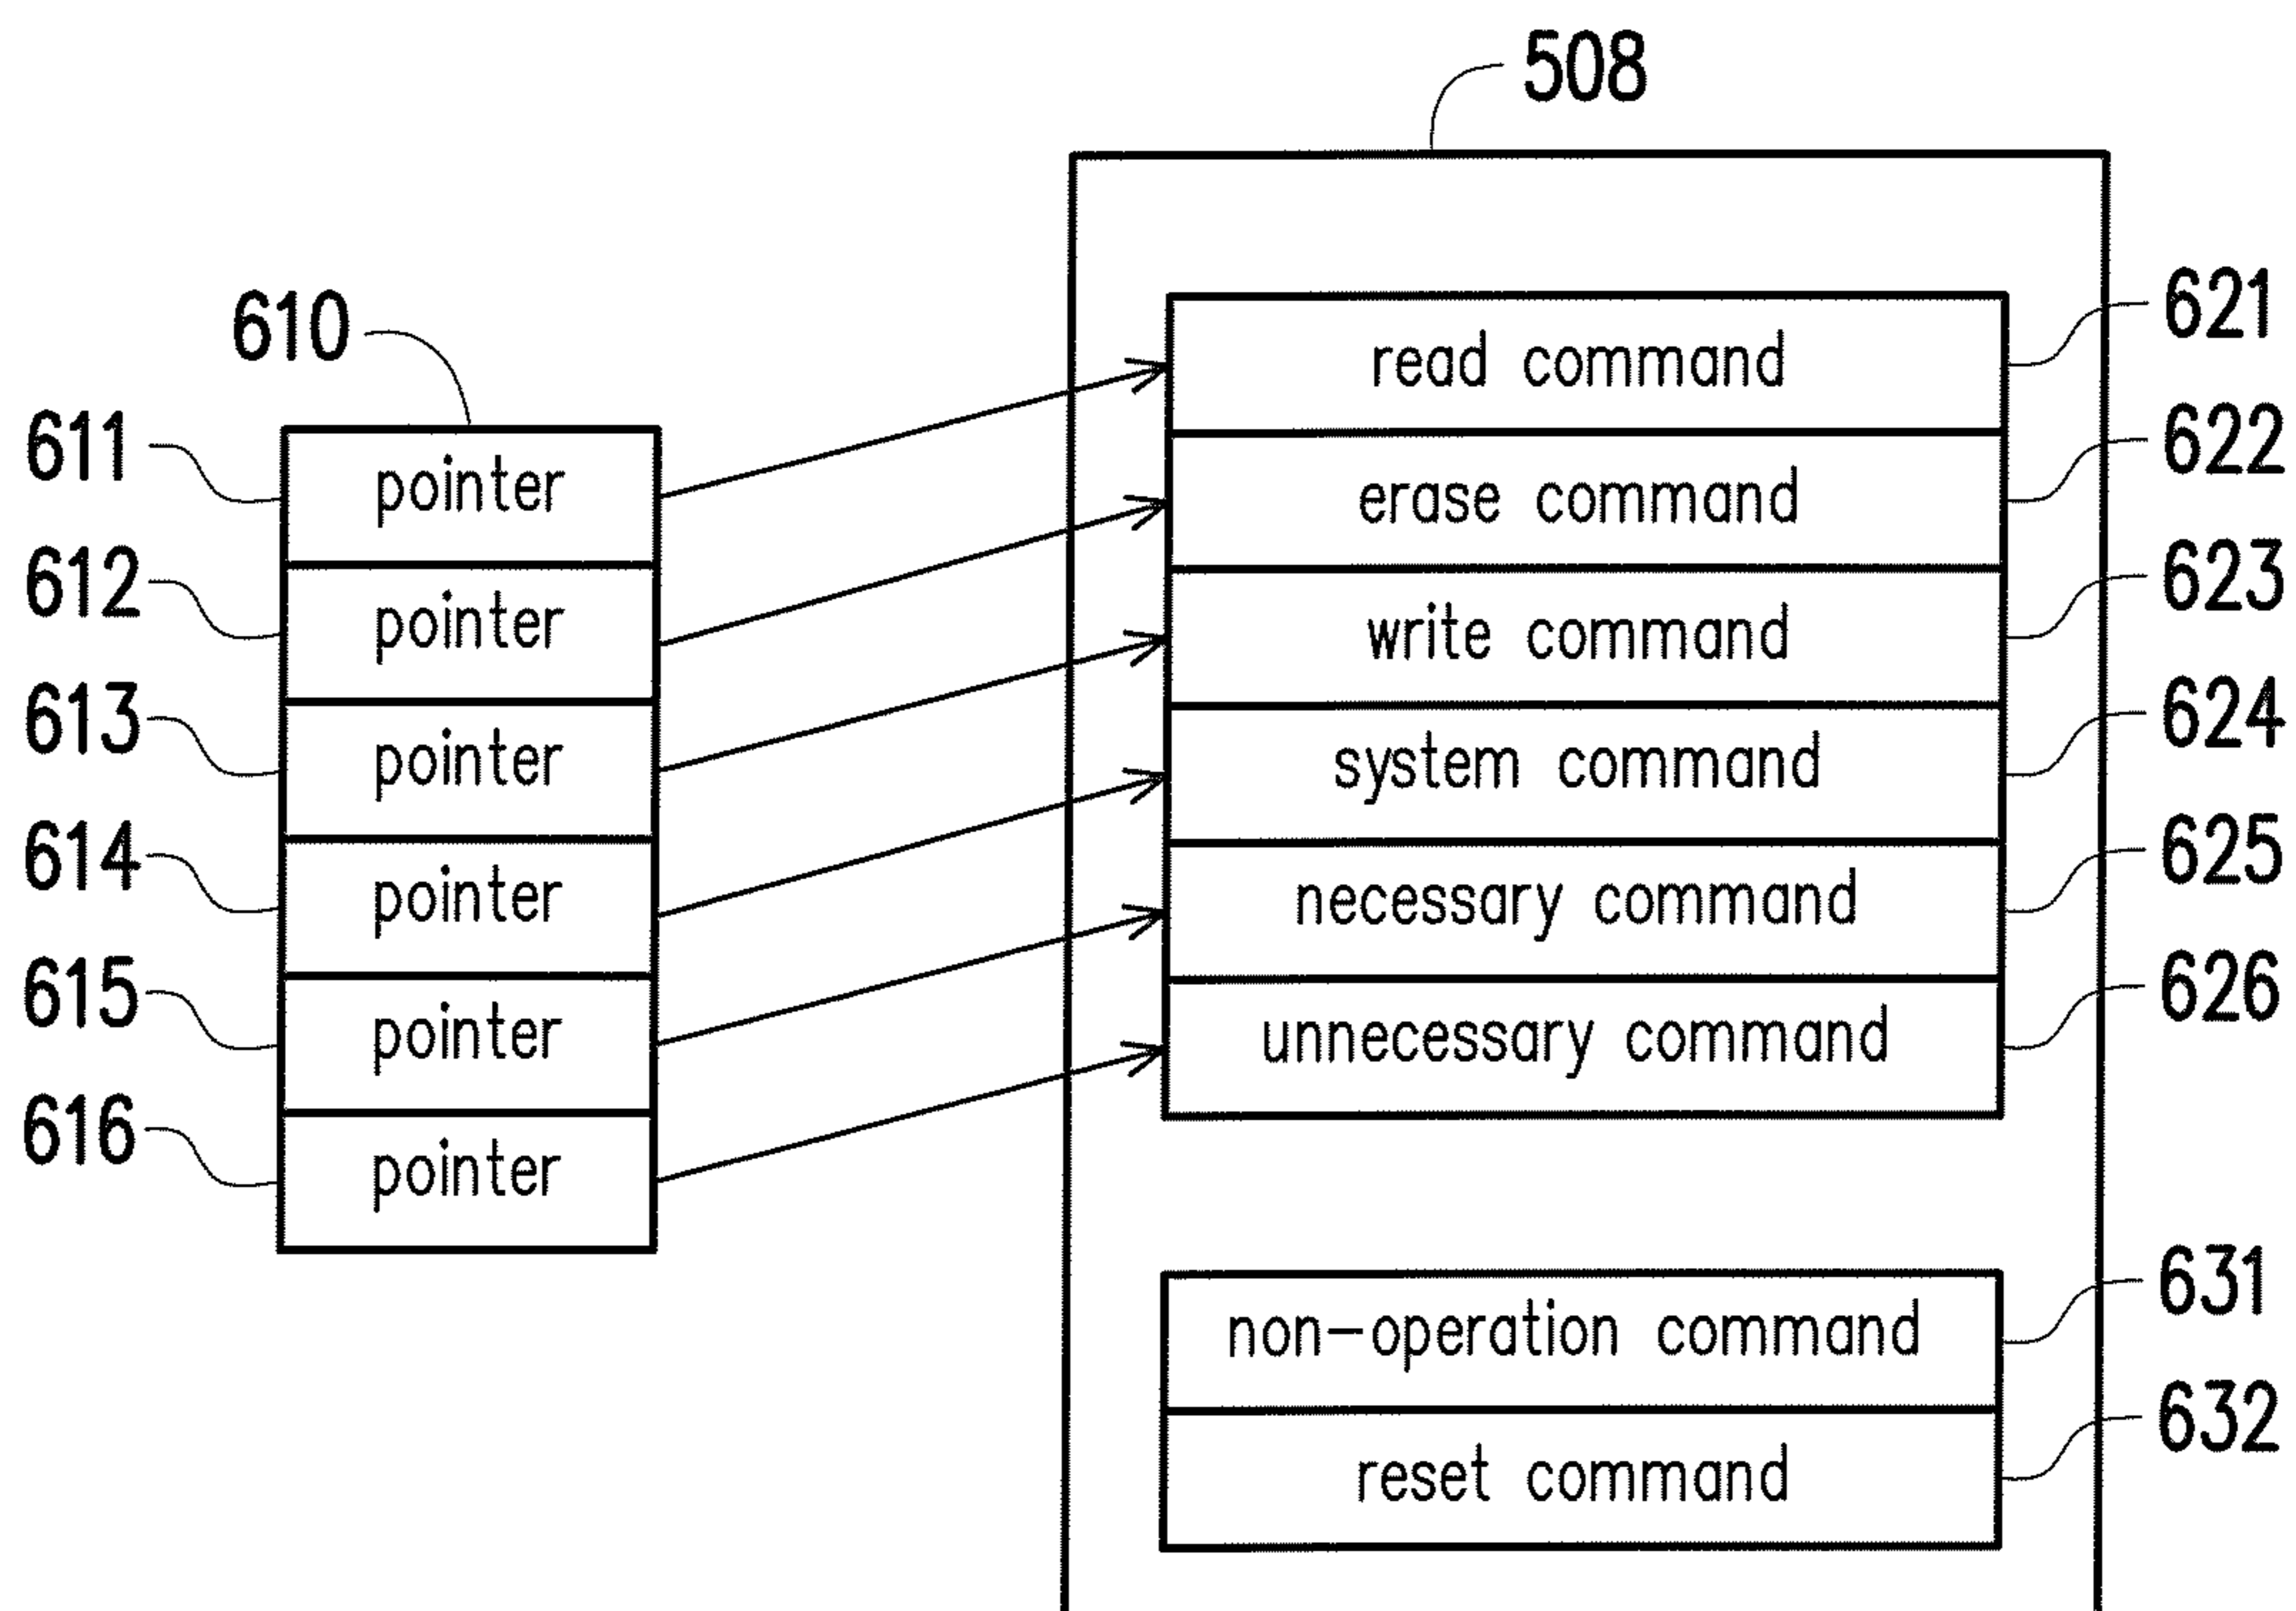 508
610
611
pointer
612
pointer
613
pointer
614
pointer
615
pointer
616
pointer
read command
621
erase command
622
write command
623
system command
624
necessary command
625
unnecessary command
626
non-operation command
631
reset command
632